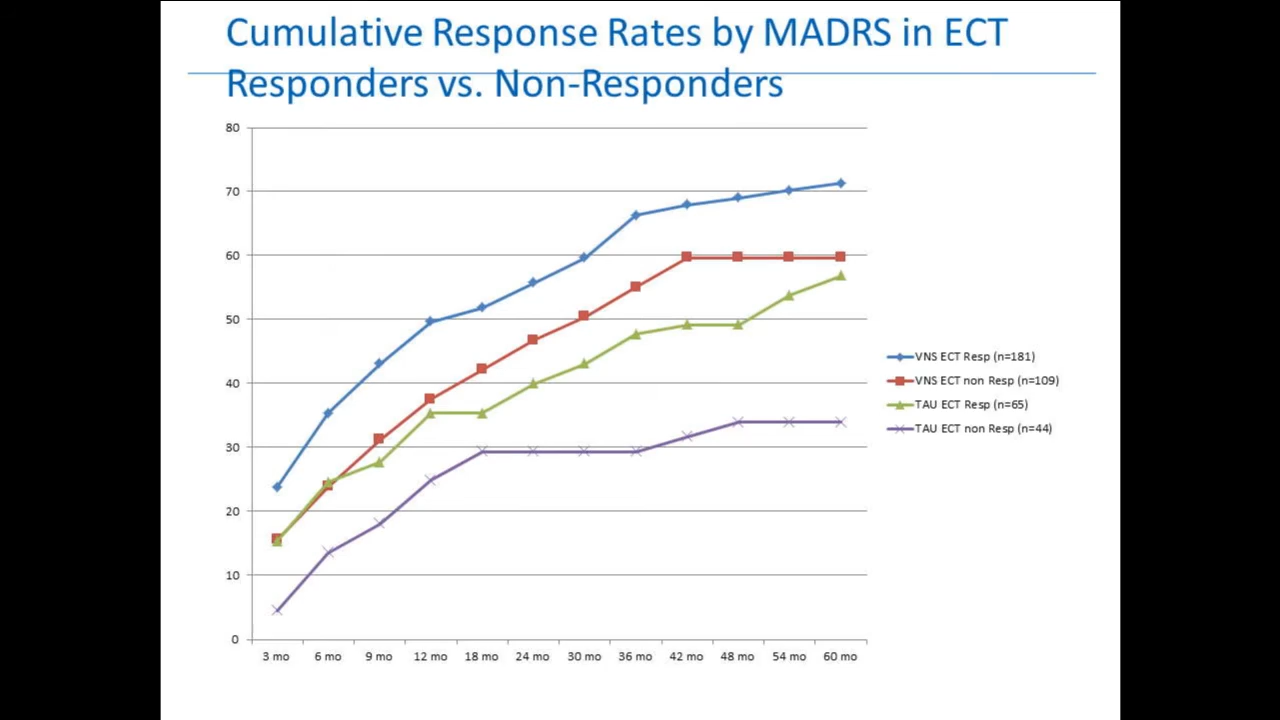 Cumulative Response Rates by MADRS in ECT
Responders vs. Non-Responders
80
70
60
50
40
30
20
10
0
3 mo 6 mo 9 mo 12 mo 18 mo 24 mo 30 mo 36 mo 42 mo 48 mo 54 mo 60 mo
VNS ECT Resp (n=181)
VNS ECT non Resp (n=109)
TAU ECT Resp (n=65)
TAU ECT non Resp (n=44)